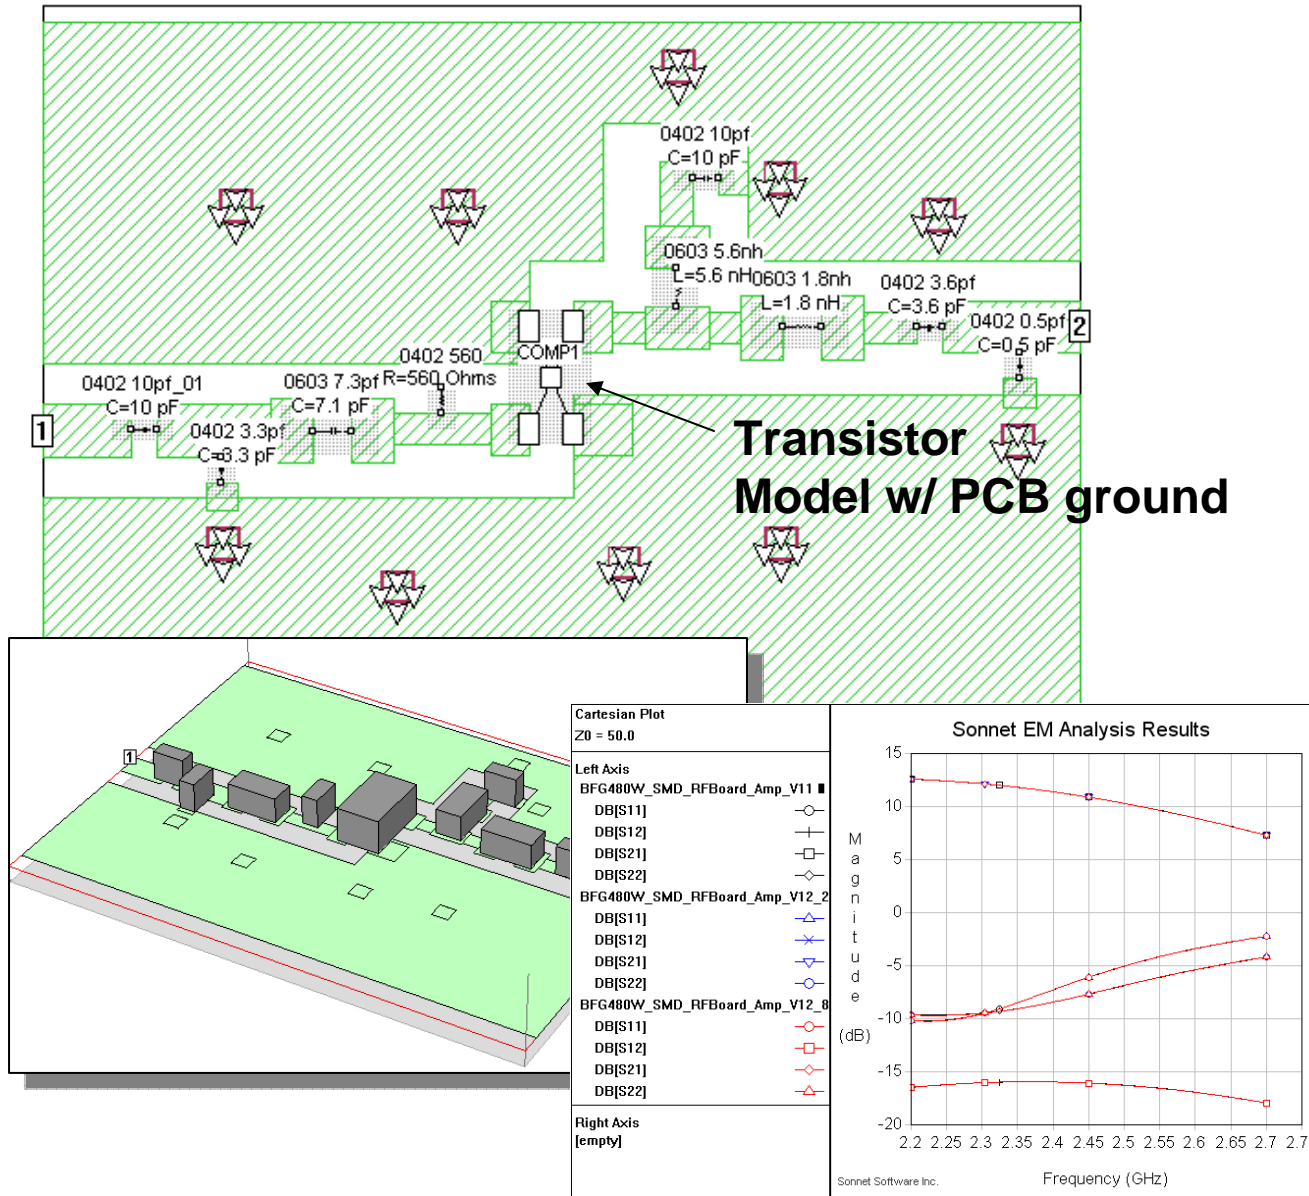 0402 10pf
C=10 pF
0603 5.6nh
L=5.6 nH
0603 1.8nh
L=1.8 nH
0402 3.6pf
C=3.6 pF
0402 0.5pf
C=0.5 pF
2
COMP1
0402 560
R=560 Ohms
0402 10pf_01
C=10 pF
0603 7.3pf
C=7.1 pF
0402 3.3pf
C=3.3 pF
1
Transistor
Model w/ PCB ground
1
Cartesian Plot
Z0 = 50.0
Left Axis
BFG480W_SMD_RFBoard_Amp_V11
DB[S11]
DB[S12]
DB[S21]
DB[S22]
BFG480W_SMD_RFBoard_Amp_V12_2
DB[S11]
DB[S12]
DB[S21]
DB[S22]
BFG480W_SMD_RFBoard_Amp_V12_8
DB[S11]
DB[S12]
DB[S21]
DB[S22]
Right Axis
[empty]
Sonnet EM Analysis Results
15
10
5
0
-5
-10
-15
-20
Magnitude
(dB)
2.2 2.25 2.3 2.35 2.4 2.45 2.5 2.55 2.6 2.65 2.7 2.7
Frequency (GHz)
Sonnet Software Inc.